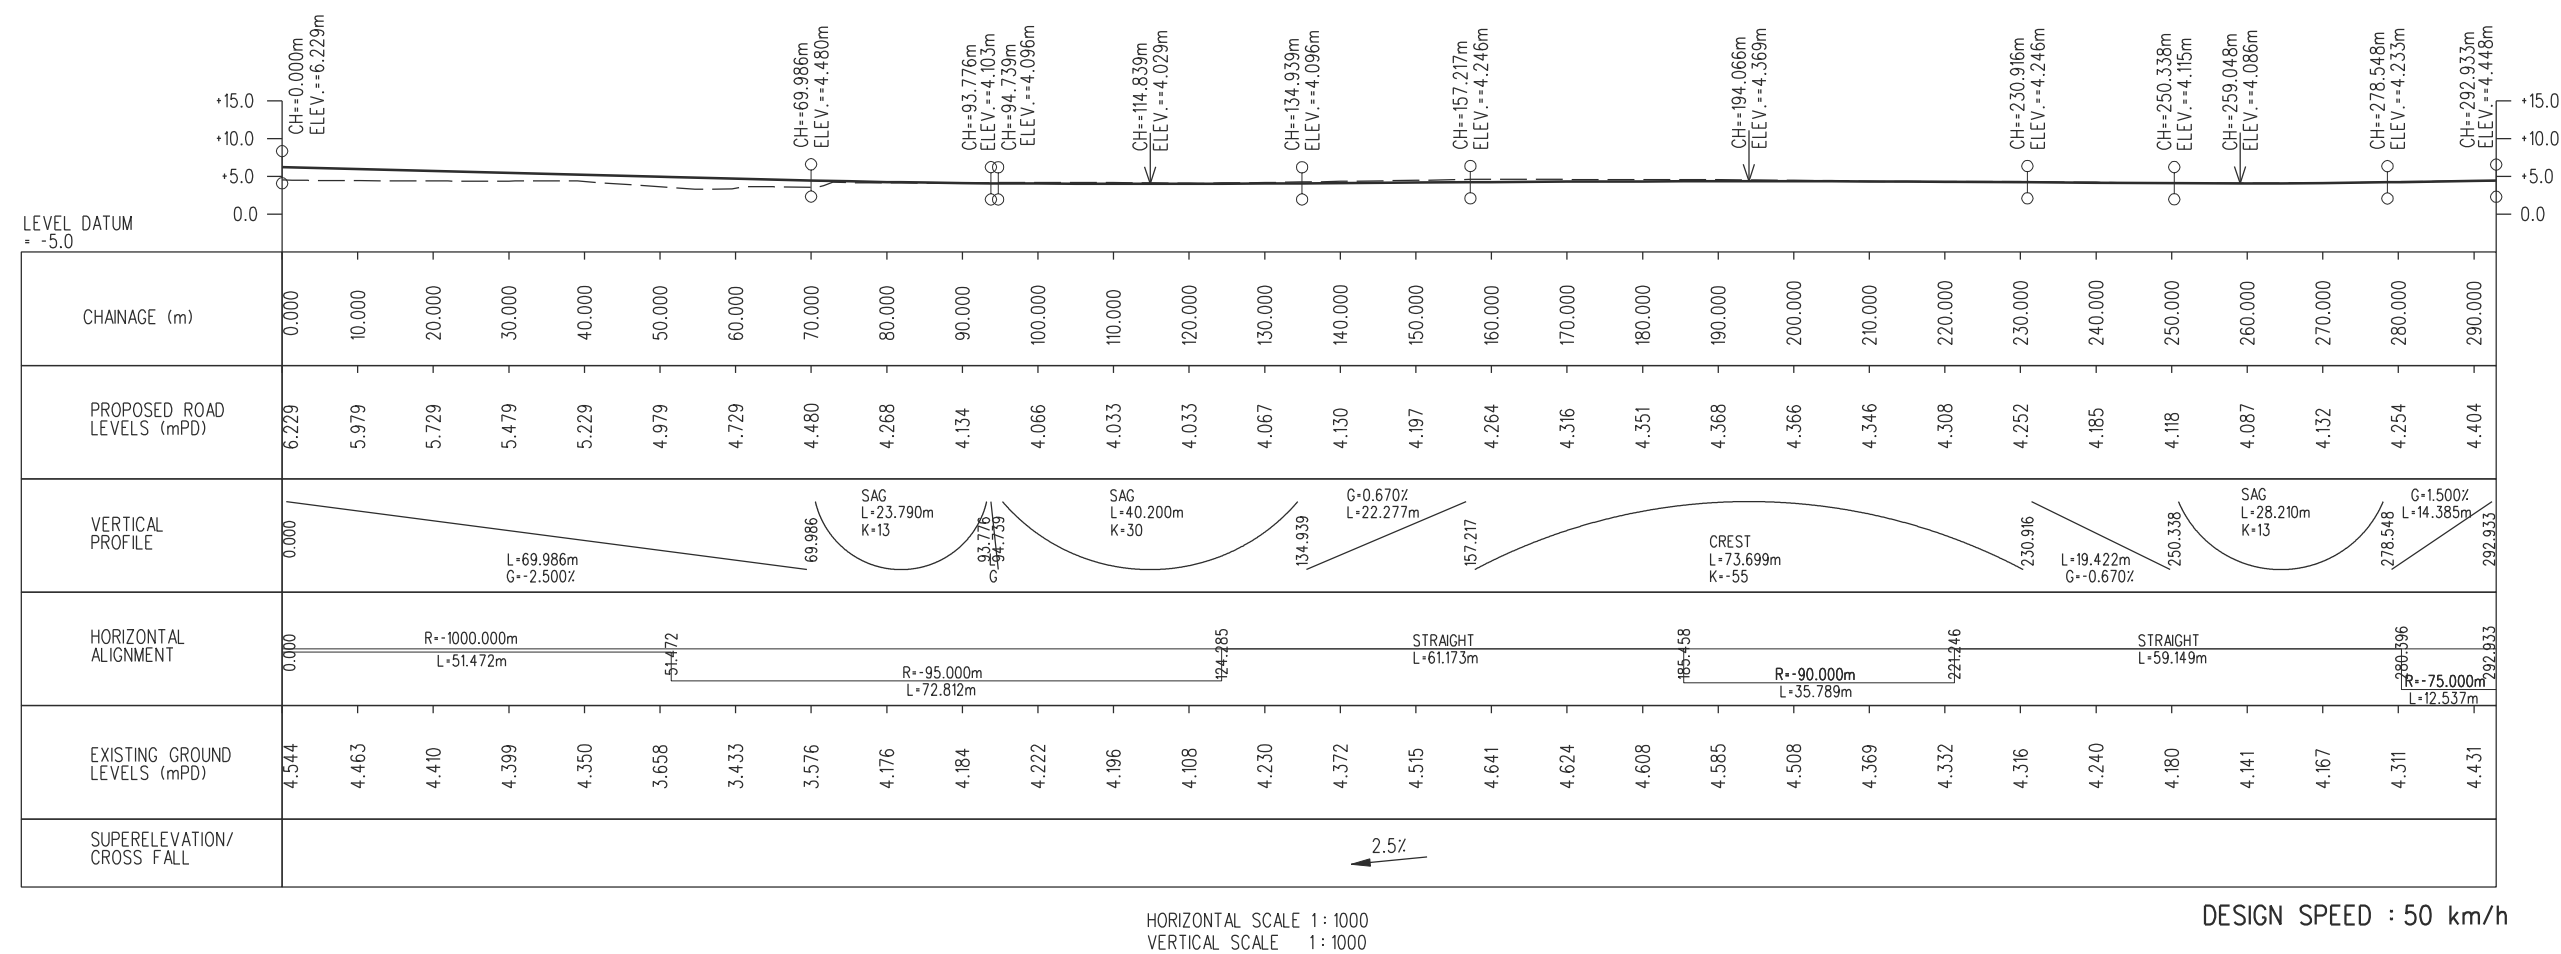 CH==0.000m
ELEV.==6.229m
CH==69.986m
ELEV.==4.480m
CH==93.776m
ELEV.==4.103m
CH==94.739m
ELEV.==4.096m
CH==114.839m
ELEV.==4.029m
CH==134.939m
ELEV.==4.096m
CH==157.217m
ELEV.==4.246m
CH==194.066m
ELEV.==4.369m
CH==230.916m
ELEV.==4.246m
CH==250.338m
ELEV.==4.115m
CH==259.048m
ELEV.==4.086m
CH==278.548m
ELEV.==4.233m
CH==292.933m
ELEV.==4.448m
+15.0
+10.0
+5.0
0.0
+15.0
+10.0
+5.0
0.0
LEVEL DATUM
= -5.0
CHAINAGE (m)
0.000 10.000 20.000 30.000 40.000 50.000 60.000 70.000 80.000 90.000 100.000 110.000 120.000 130.000 140.000 150.000 160.000 170.000 180.000 190.000 200.000 210.000 220.000 230.000 240.000 250.000 260.000 270.000 280.000 290.000
PROPOSED ROAD
LEVELS (mPD)
6.229 5.979 5.729 5.479 5.229 4.979 4.729 4.480 4.268 4.134 4.066 4.033 4.033 4.067 4.130 4.197 4.264 4.316 4.351 4.368 4.366 4.346 4.308 4.252 4.185 4.118 4.087 4.132 4.254 4.404
VERTICAL
PROFILE
0.000
L=69.986m
G=-2.500%
69.986
SAG
L=23.790m
K=13
93.776
94.739
L
G
SAG
L=40.200m
K=30
134.939
G=0.670%
L=22.277m
157.217
CREST
L=73.699m
K=-55
230.916
L=19.422m
G=-0.670%
250.338
SAG
L=28.210m
K=13
278.548
G=1.500%
L=14.385m
292.933
HORIZONTAL
ALIGNMENT
0.000
R=-1000.000m
L=51.472m
51.472
R=-95.000m
L=72.812m
124.285
STRAIGHT
L=61.173m
185.458
R=-90.000m
L=35.789m
221.246
STRAIGHT
L=59.149m
280.396
R=-75.000m
L=12.537m
292.933
EXISTING GROUND
LEVELS (mPD)
4.544 4.463 4.410 4.399 4.350 3.658 3.433 3.576 4.176 4.184 4.222 4.196 4.108 4.230 4.372 4.515 4.641 4.624 4.608 4.585 4.508 4.369 4.332 4.316 4.240 4.180 4.141 4.167 4.311 4.431
SUPERELEVATION/
CROSS FALL
2.5%
HORIZONTAL SCALE 1 : 1000
VERTICAL SCALE 1 : 1000
DESIGN SPEED : 50 km/h